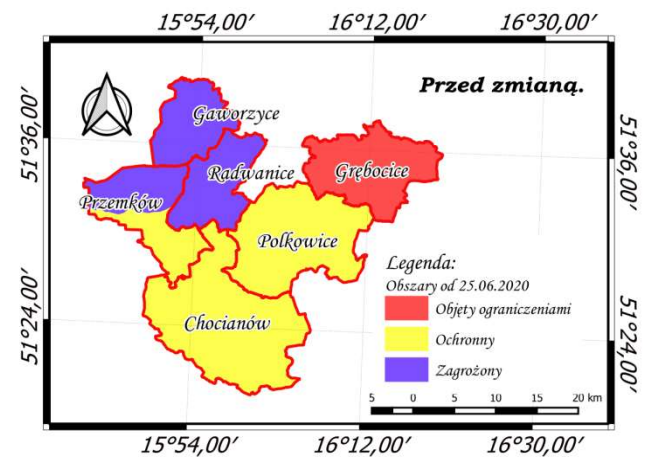 15°54,00′ 16°12,00′ 16°30,00′
Przed zmianą.
51°36,00′
51°36,00′
Gaworzyce
Radwanice
Grębocice
Przemków
Polkowice
Legenda:
Obszary od 25.06.2020
Objęty ograniczeniami
51°24,00′
51°24,00′
Chocianów
Ochronny
Zagrożony
5 0 5 10 15 20 km
15°54,00′ 16°12,00′ 16°30,00′